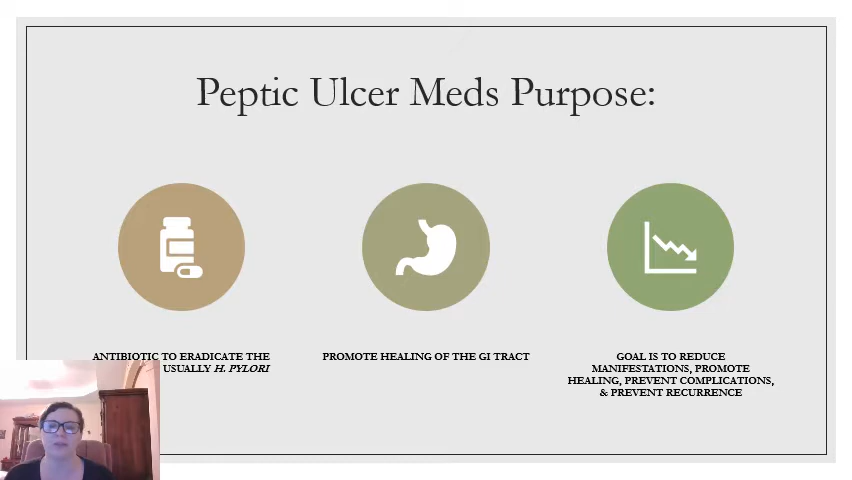 Peptic Ulcer Meds Purpose:
ANTIBIOTIC TO ERADICATE THE
USUALLY H. PYLORI
PROMOTE HEALING OF THE GI TRACT
GOAL IS TO REDUCE
MANIFESTATIONS, PROMOTE
HEALING, PREVENT COMPLICATIONS,
& PREVENT RECURRENCE